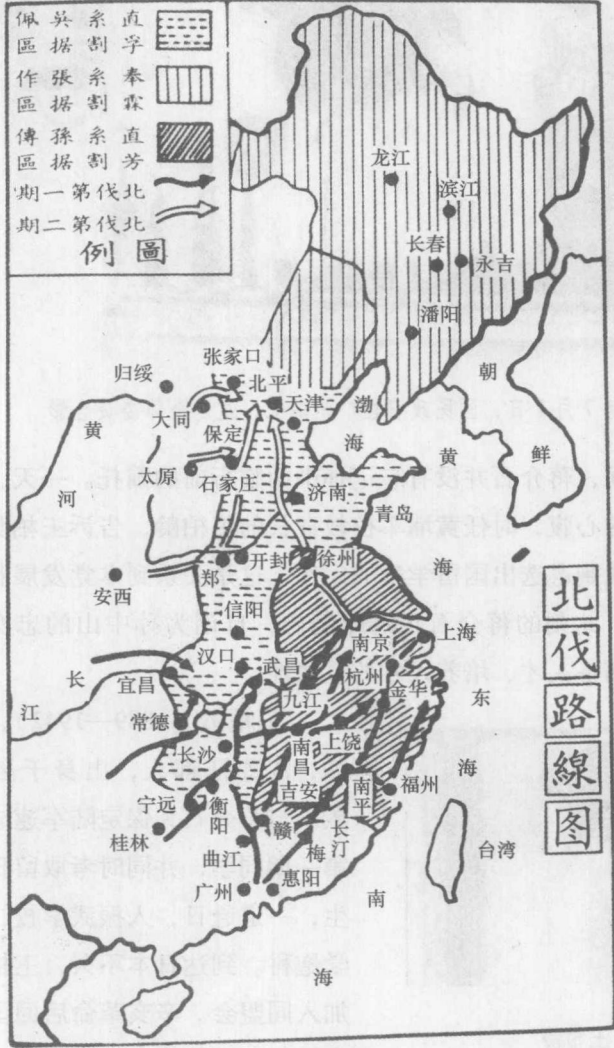 直系吳佩
孚割据區
奉系張作
霖割据區
直系孫傳
芳割据區
北伐第一期
北伐第二期
圖例
龙江
滨江
长春
永吉
潘阳
张家口
归绥
北平
天津
渤海
朝鲜
大同
保定
黄河
太原
石家庄
济南
青岛
黄海
郑
开封
徐州
安西
信阳
南京
上海
汉口
武昌
杭州
长江
宜昌
九江
金华
东海
常德
长沙
南昌
上饶
吉安
南平
福州
宁远
衡阳
桂林
赣
长汀
梅
台湾
曲江
广州
惠阳
南海
北伐路線图